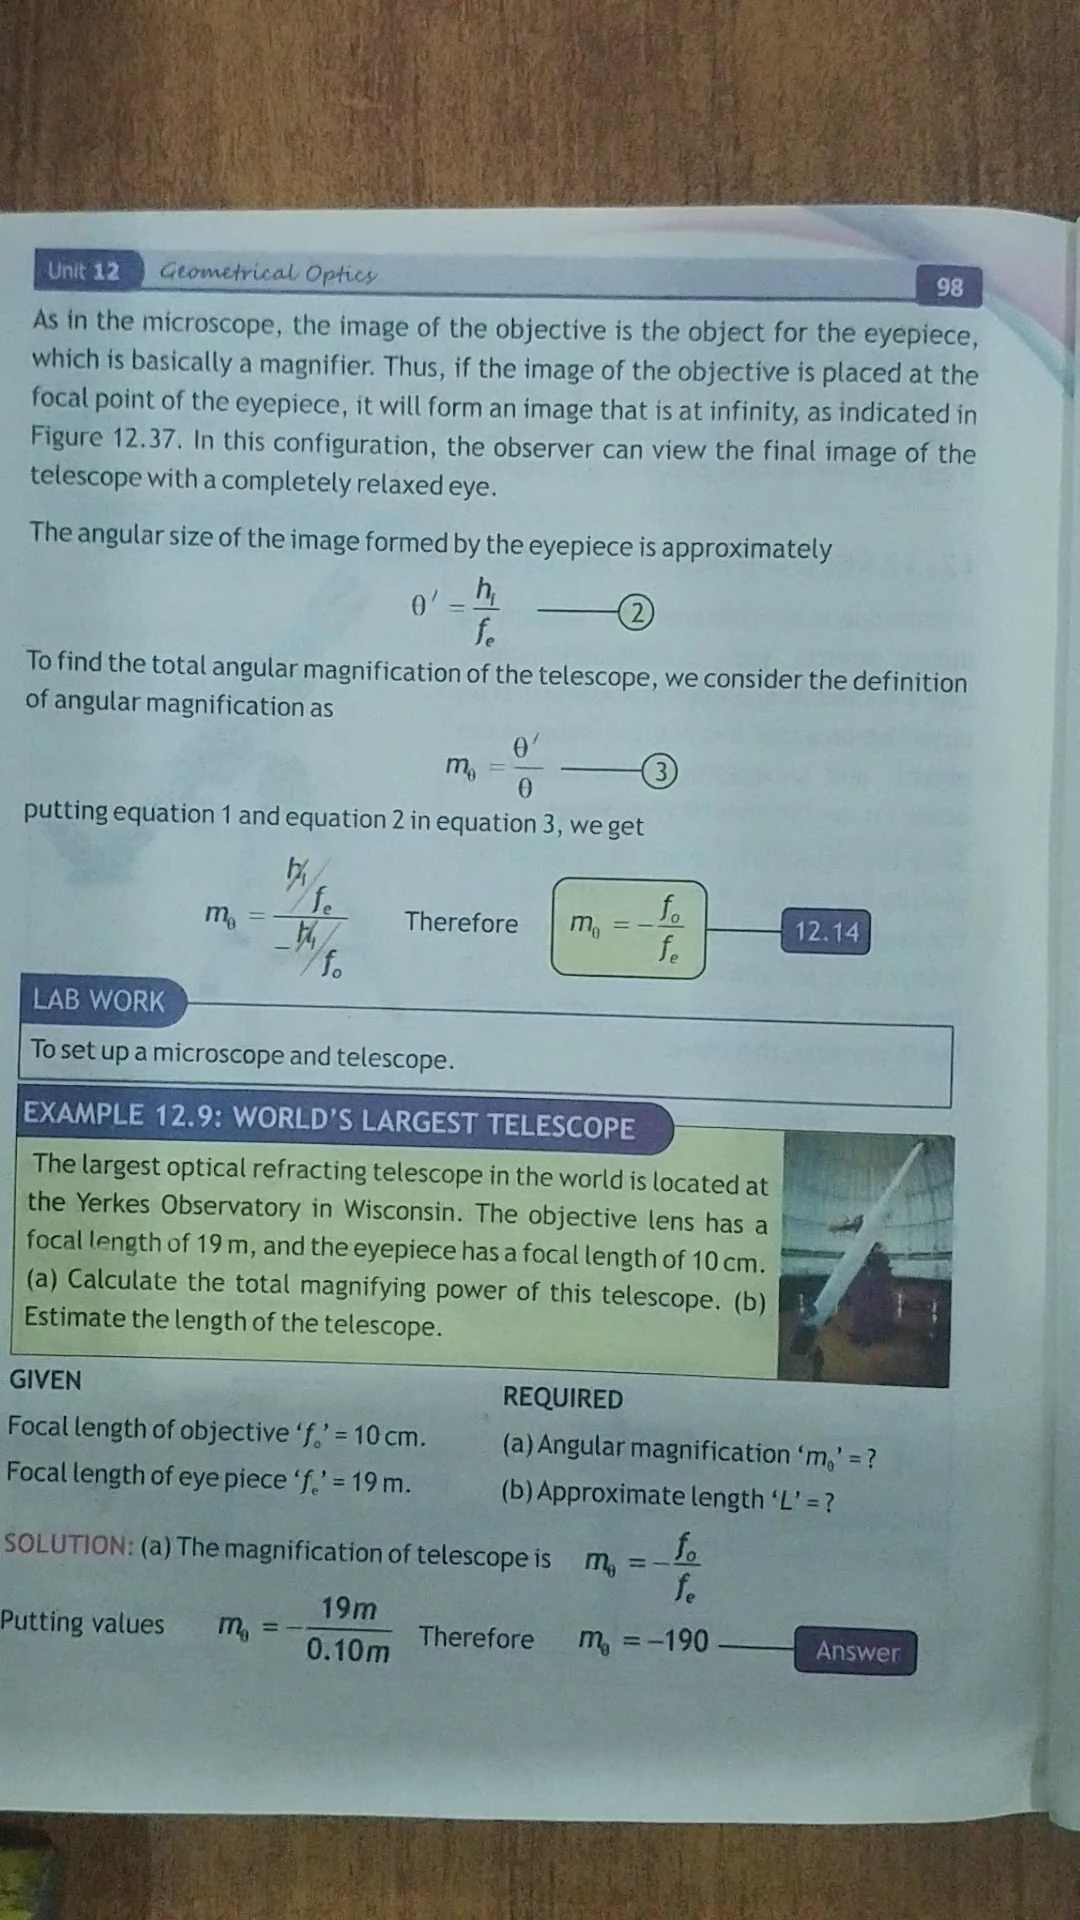 Unit 12 Geometrical Optics 98
As in the microscope, the image of the objective is the object for the eyepiece,
which is basically a magnifier. Thus, if the image of the objective is placed at the
focal point of the eyepiece, it will form an image that is at infinity, as indicated in
Figure 12.37. In this configuration, the observer can view the final image of the
telescope with a completely relaxed eye.
The angular size of the image formed by the eyepiece is approximately
θ′ = hᵢ/fₑ 2
To find the total angular magnification of the telescope, we consider the definition
of angular magnification as
m_θ = θ′/θ 3
putting equation 1 and equation 2 in equation 3, we get
m_θ = (hᵢ/fₑ)/(−hᵢ/fₒ) Therefore m_θ = −fₒ/fₑ 12.14
LAB WORK
To set up a microscope and telescope.
EXAMPLE 12.9: WORLD'S LARGEST TELESCOPE
The largest optical refracting telescope in the world is located at
the Yerkes Observatory in Wisconsin. The objective lens has a
focal length of 19 m, and the eyepiece has a focal length of 10 cm.
(a) Calculate the total magnifying power of this telescope. (b)
Estimate the length of the telescope.
GIVEN
Focal length of objective ‘fₒ’ = 10 cm.
Focal length of eye piece ‘fₑ’ = 19 m.
REQUIRED
(a) Angular magnification ‘m_θ’ = ?
(b) Approximate length ‘L’ = ?
SOLUTION: (a) The magnification of telescope is m_θ = −fₒ/fₑ
Putting values m_θ = −19m/0.10m Therefore m_θ = −190 Answer